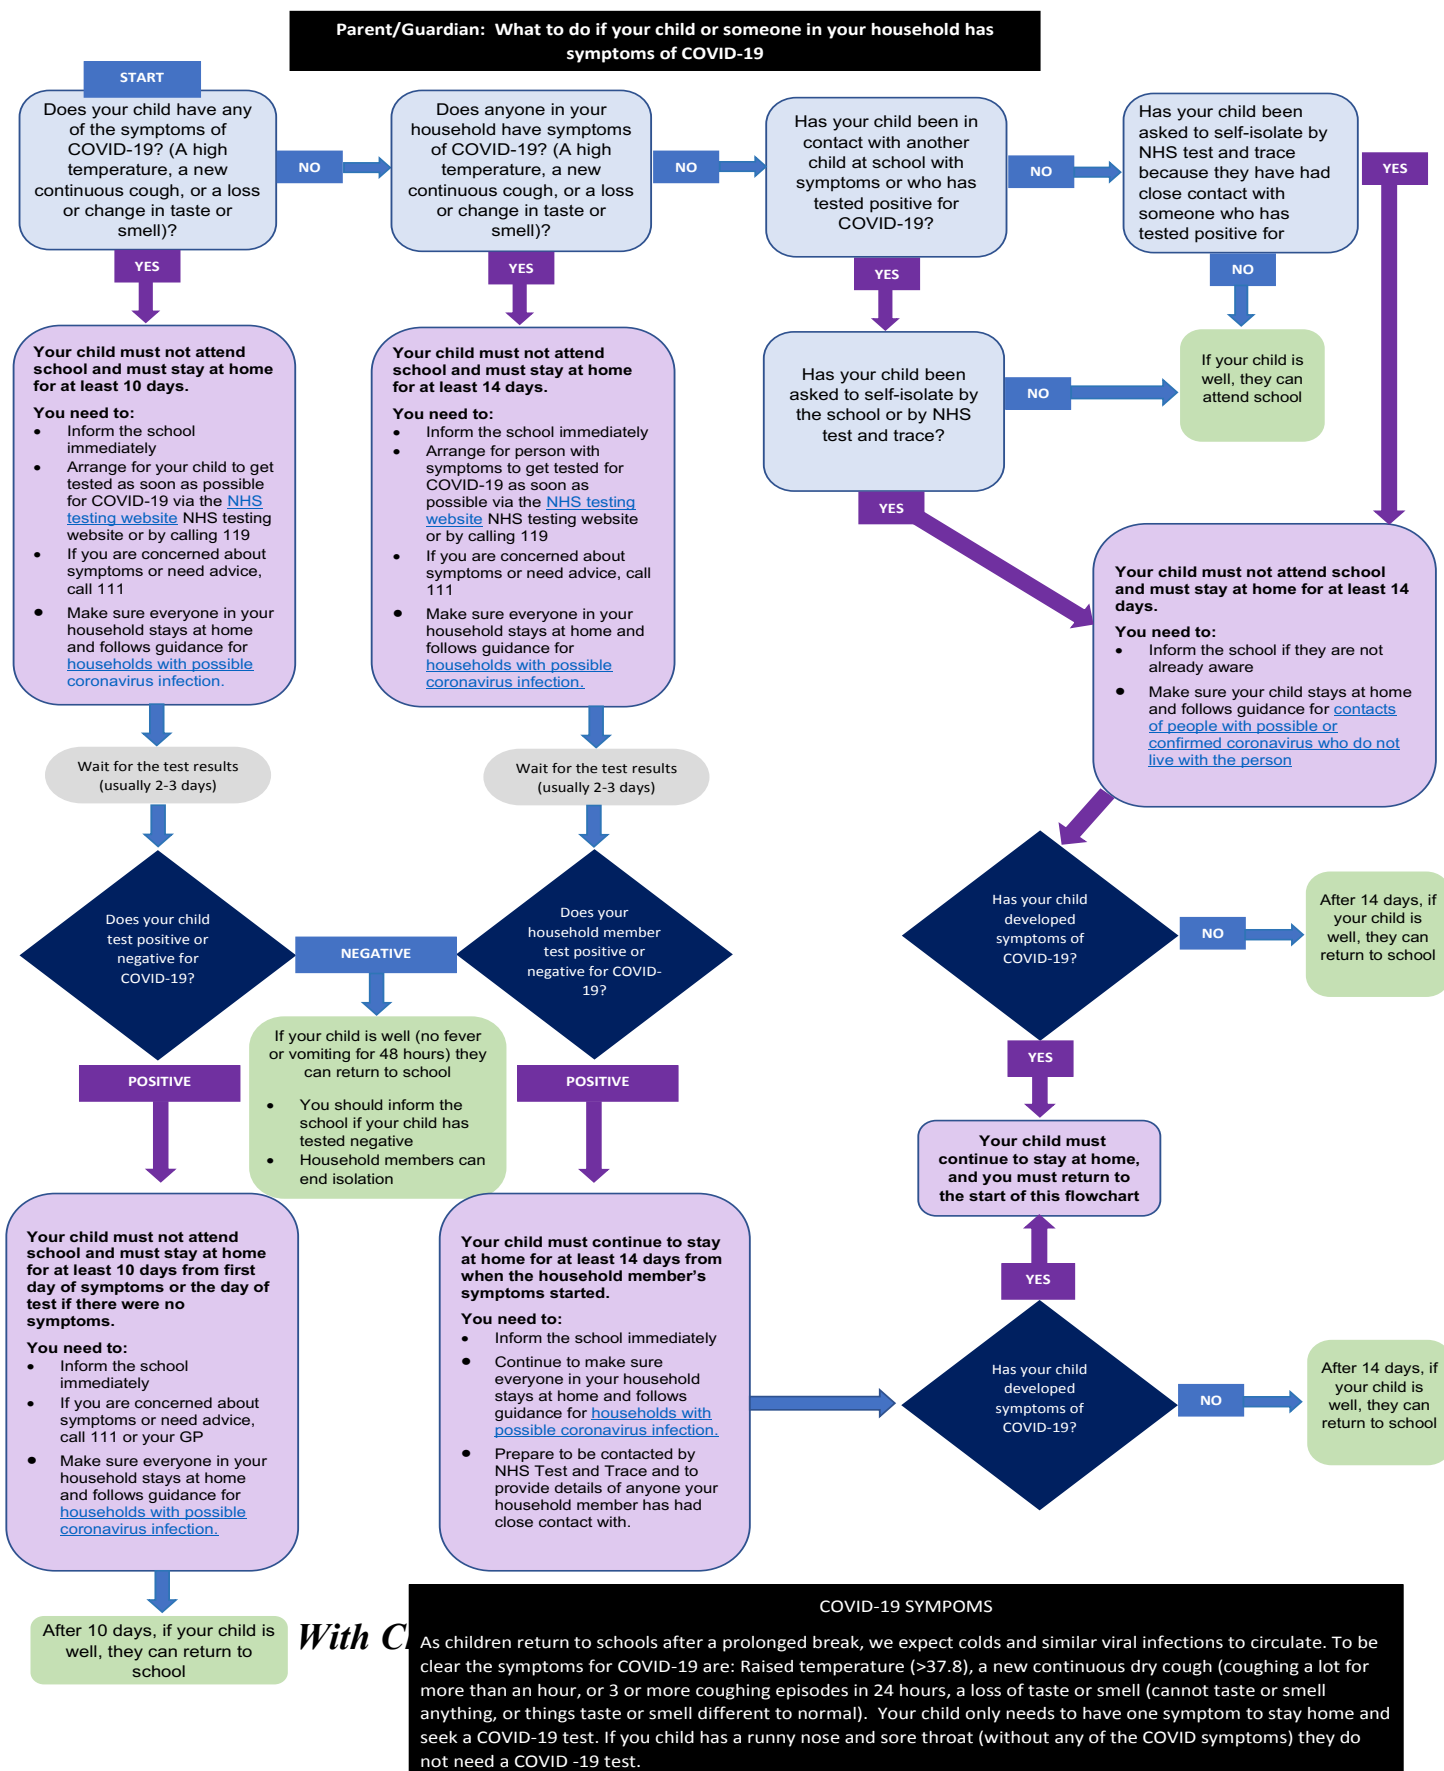 Parent/Guardian: What to do if your child or someone in your household has
symptoms of COVID-19
START
Does your child have any
of the symptoms of
COVID-19? (A high
temperature, a new
continuous cough, or a loss
or change in taste or
smell)?
NO
Does anyone in your
household have symptoms
of COVID-19? (A high
temperature, a new
continuous cough, or a loss
or change in taste or
smell)?
NO
Has your child been in
contact with another
child at school with
symptoms or who has
tested positive for
COVID-19?
NO
Has your child been
asked to self-isolate by
NHS test and trace
because they have had
close contact with
someone who has
tested positive for
YES
YES
YES
YES
NO
Your child must not attend
school and must stay at home
for at least 10 days.
You need to:
• Inform the school
immediately
• Arrange for your child to get
tested as soon as possible
for COVID-19 via the NHS
testing website NHS testing
website or by calling 119
• If you are concerned about
symptoms or need advice,
call 111
• Make sure everyone in your
household stays at home
and follows guidance for
households with possible
coronavirus infection.
Your child must not attend
school and must stay at home
for at least 14 days.
You need to:
• Inform the school immediately
• Arrange for person with
symptoms to get tested for
COVID-19 as soon as
possible via the NHS testing
website NHS testing website
or by calling 119
• If you are concerned about
symptoms or need advice, call
111
• Make sure everyone in your
household stays at home and
follows guidance for
households with possible
coronavirus infection.
Has your child been
asked to self-isolate by
the school or by NHS
test and trace?
NO
If your child is
well, they can
attend school
YES
Your child must not attend school
and must stay at home for at least 14
days.
You need to:
• Inform the school if they are not
already aware
• Make sure your child stays at home
and follows guidance for contacts
of people with possible or
confirmed coronavirus who do not
live with the person
Wait for the test results
(usually 2-3 days)
Wait for the test results
(usually 2-3 days)
Does your child
test positive or
negative for
COVID-19?
NEGATIVE
Does your
household member
test positive or
negative for COVID-
19?
Has your child
developed
symptoms of
COVID-19?
NO
After 14 days, if
your child is
well, they can
return to school
If your child is well (no fever
or vomiting for 48 hours) they
can return to school
• You should inform the
school if your child has
tested negative
• Household members can
end isolation
POSITIVE
POSITIVE
YES
Your child must
continue to stay at home,
and you must return to
the start of this flowchart
YES
Your child must not attend
school and must stay at home
for at least 10 days from first
day of symptoms or the day of
test if there were no
symptoms.
You need to:
• Inform the school
immediately
• If you are concerned about
symptoms or need advice,
call 111 or your GP
• Make sure everyone in your
household stays at home
and follows guidance for
households with possible
coronavirus infection.
Your child must continue to stay
at home for at least 14 days from
when the household member's
symptoms started.
You need to:
• Inform the school immediately
• Continue to make sure
everyone in your household
stays at home and follows
guidance for households with
possible coronavirus infection.
• Prepare to be contacted by
NHS Test and Trace and to
provide details of anyone your
household member has had
close contact with.
Has your child
developed
symptoms of
COVID-19?
NO
After 14 days, if
your child is
well, they can
return to school
After 10 days, if your child is
well, they can return to
school
With
COVID-19 SYMPOMS
As children return to schools after a prolonged break, we expect colds and similar viral infections to circulate. To be
clear the symptoms for COVID-19 are: Raised temperature (>37.8), a new continuous dry cough (coughing a lot for
more than an hour, or 3 or more coughing episodes in 24 hours, a loss of taste or smell (cannot taste or smell
anything, or things taste or smell different to normal). Your child only needs to have one symptom to stay home and
seek a COVID-19 test. If you child has a runny nose and sore throat (without any of the COVID symptoms) they do
not need a COVID -19 test.